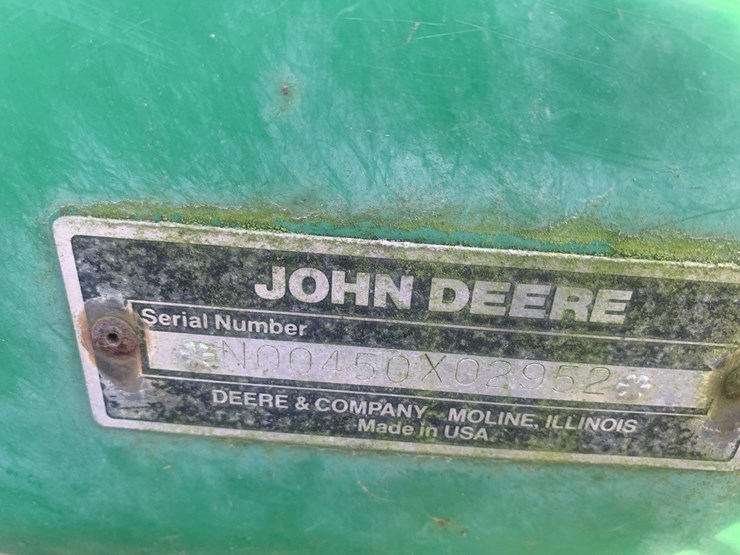 JOHN DEERE
Serial Number
*N00450X02952*
DEERE & COMPANY MOLINE, ILLINOIS
Made in USA